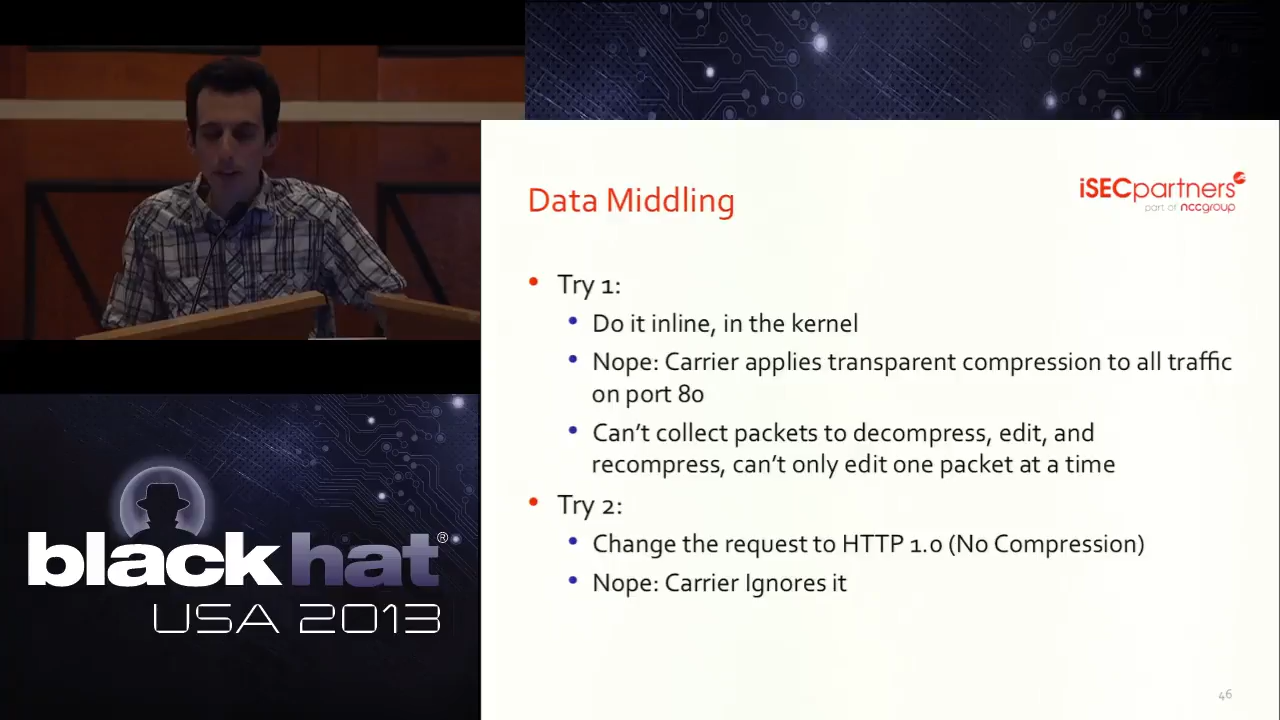 Data Middling
iSECpartners
part of nccgroup
• Try 1:
• Do it inline, in the kernel
• Nope: Carrier applies transparent compression to all traffic
on port 80
• Can't collect packets to decompress, edit, and
recompress, can't only edit one packet at a time
• Try 2:
• Change the request to HTTP 1.0 (No Compression)
• Nope: Carrier Ignores it
46
black hat®
USA 2013